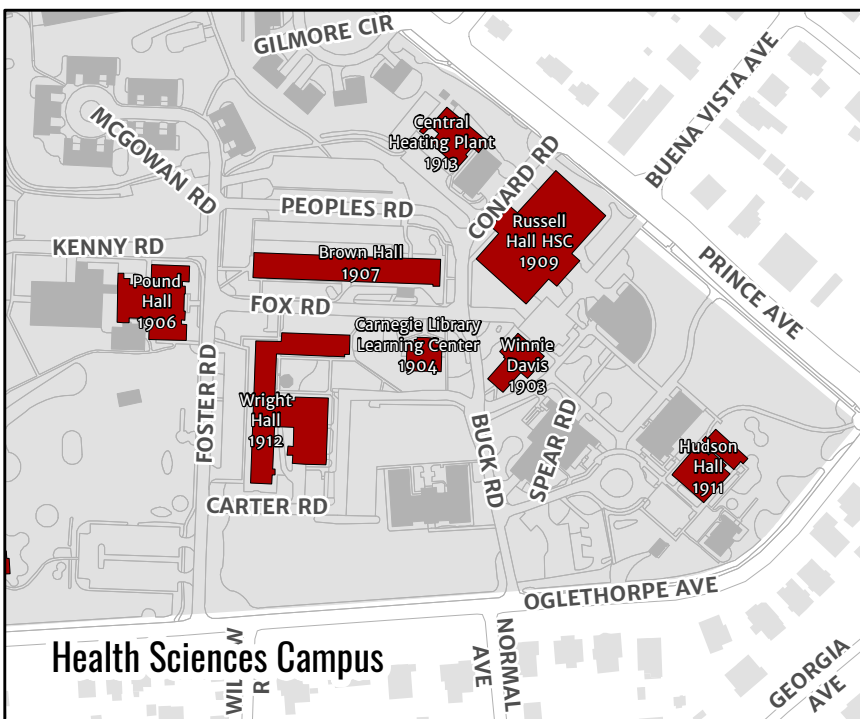 GILMORE CIR
BUENA VISTA AVE
MCGOWAN RD
Central
Heating Plant
1913
CONARD RD
PEOPLES RD
Russell
Hall HSC
1909
KENNY RD
Brown Hall
1907
PRINCE AVE
Pound
Hall
1906
FOX RD
Carnegie Library
Learning Center
1904
Winnie
Davis
1903
FOSTER RD
Wright
Hall
1912
BUCK RD
SPEAR RD
Hudson
Hall
1911
CARTER RD
OGLETHORPE AVE
NORMAL
AVE
GEORGIA
AVE
Health Sciences Campus